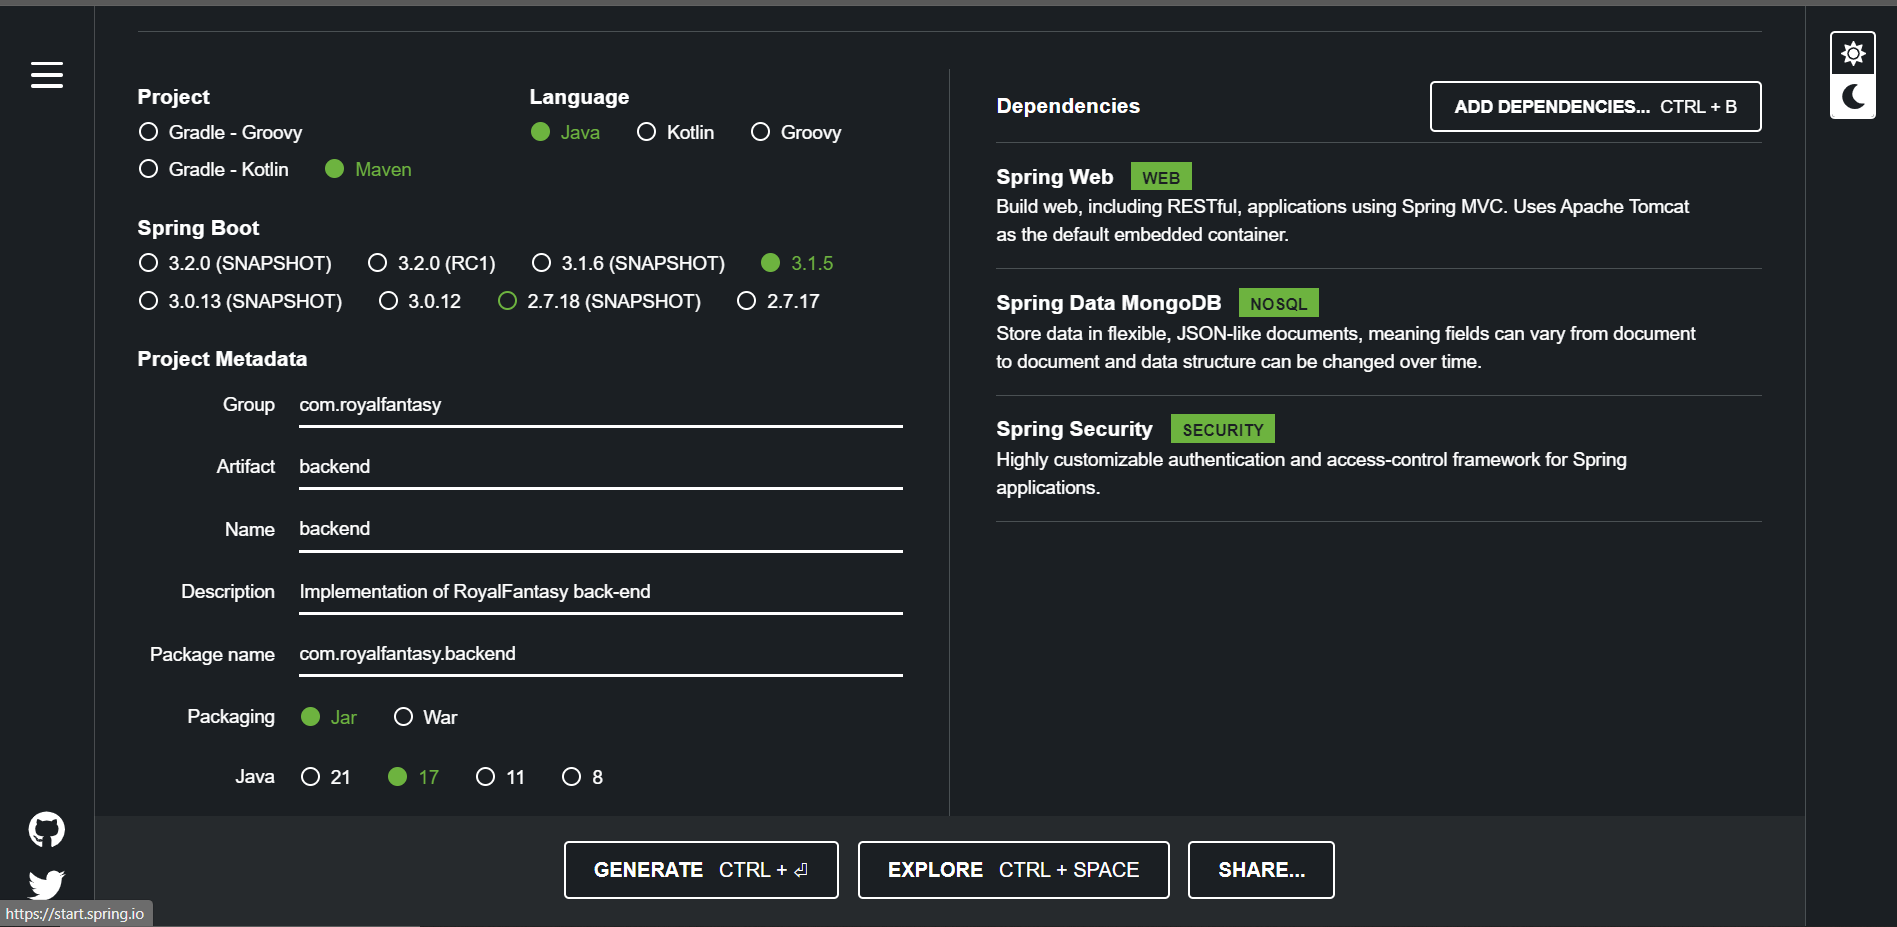 Project
Gradle - Groovy
Gradle - Kotlin Maven
Language
Java Kotlin Groovy
Spring Boot
3.2.0 (SNAPSHOT) 3.2.0 (RC1) 3.1.6 (SNAPSHOT) 3.1.5
3.0.13 (SNAPSHOT) 3.0.12 2.7.18 (SNAPSHOT) 2.7.17
Project Metadata
Group com.royalfantasy
Artifact backend
Name backend
Description Implementation of RoyalFantasy back-end
Package name com.royalfantasy.backend
Packaging Jar War
Java 21 17 11 8
Dependencies
ADD DEPENDENCIES... CTRL + B
Spring Web WEB
Build web, including RESTful, applications using Spring MVC. Uses Apache Tomcat
as the default embedded container.
Spring Data MongoDB NOSQL
Store data in flexible, JSON-like documents, meaning fields can vary from document
to document and data structure can be changed over time.
Spring Security SECURITY
Highly customizable authentication and access-control framework for Spring
applications.
GENERATE CTRL + ⏎ EXPLORE CTRL + SPACE SHARE...
https://start.spring.io